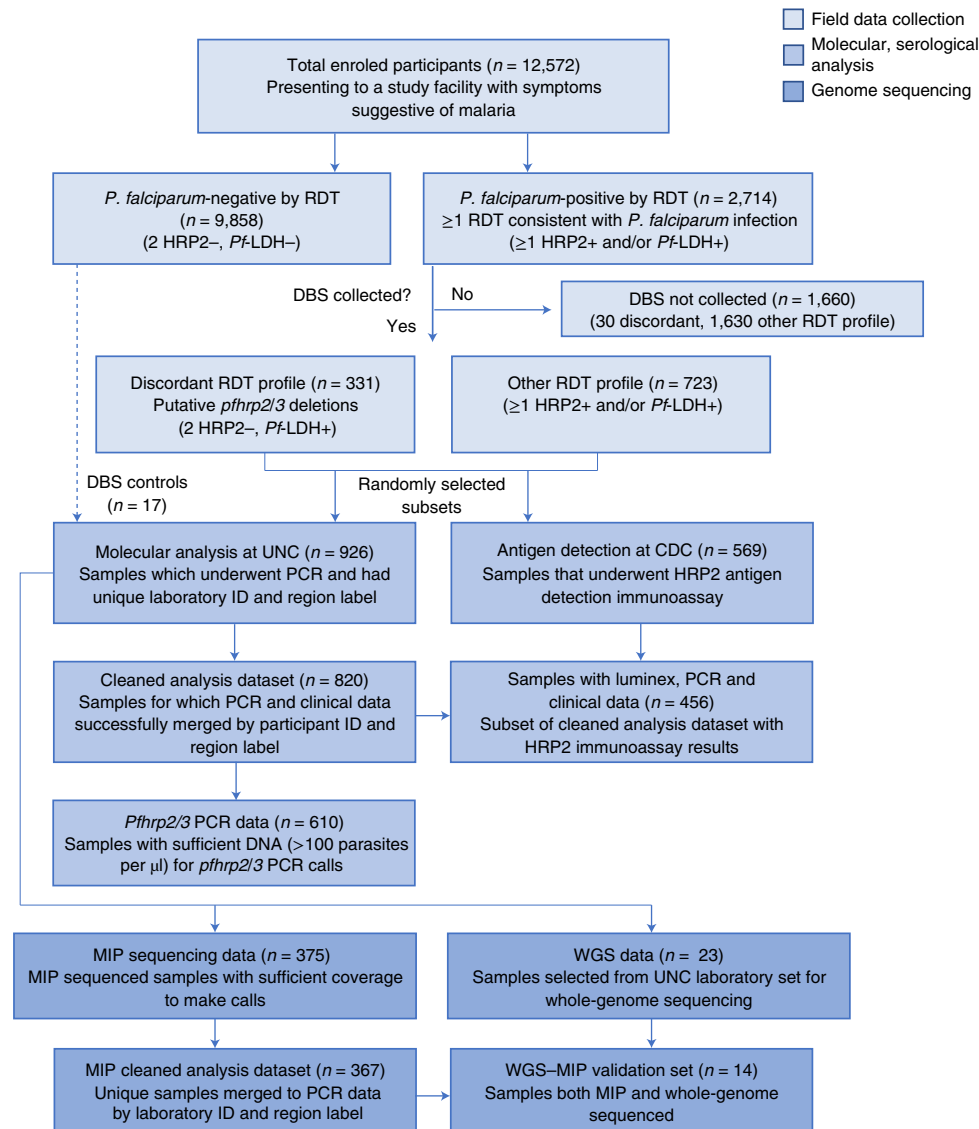 Field data collection
Molecular, serological
analysis
Genome sequencing
Total enroled participants (n = 12,572)
Presenting to a study facility with symptoms
suggestive of malaria
P. falciparum-negative by RDT
(n = 9,858)
(2 HRP2–, Pf-LDH–)
P. falciparum-positive by RDT (n = 2,714)
≥1 RDT consistent with P. falciparum infection
(≥1 HRP2+ and/or Pf-LDH+)
DBS collected?
No
Yes
DBS not collected (n = 1,660)
(30 discordant, 1,630 other RDT profile)
Discordant RDT profile (n = 331)
Putative pfhrp2/3 deletions
(2 HRP2–, Pf-LDH+)
Other RDT profile (n = 723)
(≥1 HRP2+ and/or Pf-LDH+)
DBS controls
(n = 17)
Randomly selected
subsets
Molecular analysis at UNC (n = 926)
Samples which underwent PCR and had
unique laboratory ID and region label
Antigen detection at CDC (n = 569)
Samples that underwent HRP2 antigen
detection immunoassay
Cleaned analysis dataset (n = 820)
Samples for which PCR and clinical data
successfully merged by participant ID and
region label
Samples with luminex, PCR and
clinical data (n = 456)
Subset of cleaned analysis dataset with
HRP2 immunoassay results
Pfhrp2/3 PCR data (n = 610)
Samples with sufficient DNA (>100 parasites
per μl) for pfhrp2/3 PCR calls
MIP sequencing data (n = 375)
MIP sequenced samples with sufficient coverage
to make calls
WGS data (n = 23)
Samples selected from UNC laboratory set for
whole-genome sequencing
MIP cleaned analysis dataset (n = 367)
Unique samples merged to PCR data
by laboratory ID and region label
WGS–MIP validation set (n = 14)
Samples both MIP and whole-genome
sequenced